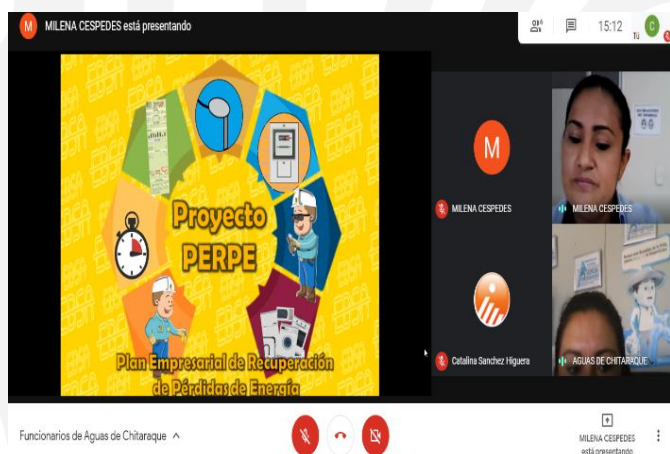 M
MILENA CESPEDES está presentando
15:12
Tú
C
Proyecto
PERPE
Plan Empresarial de Recuperación
de Pérdidas de Energía
M
MILENA CESPEDES
MILENA CESPEDES
Catalina Sanchez Higuera
AGUAS DE CHITARAQUE
Funcionarios de Aguas de Chitaraque
MILENA CESPEDES
está presentando